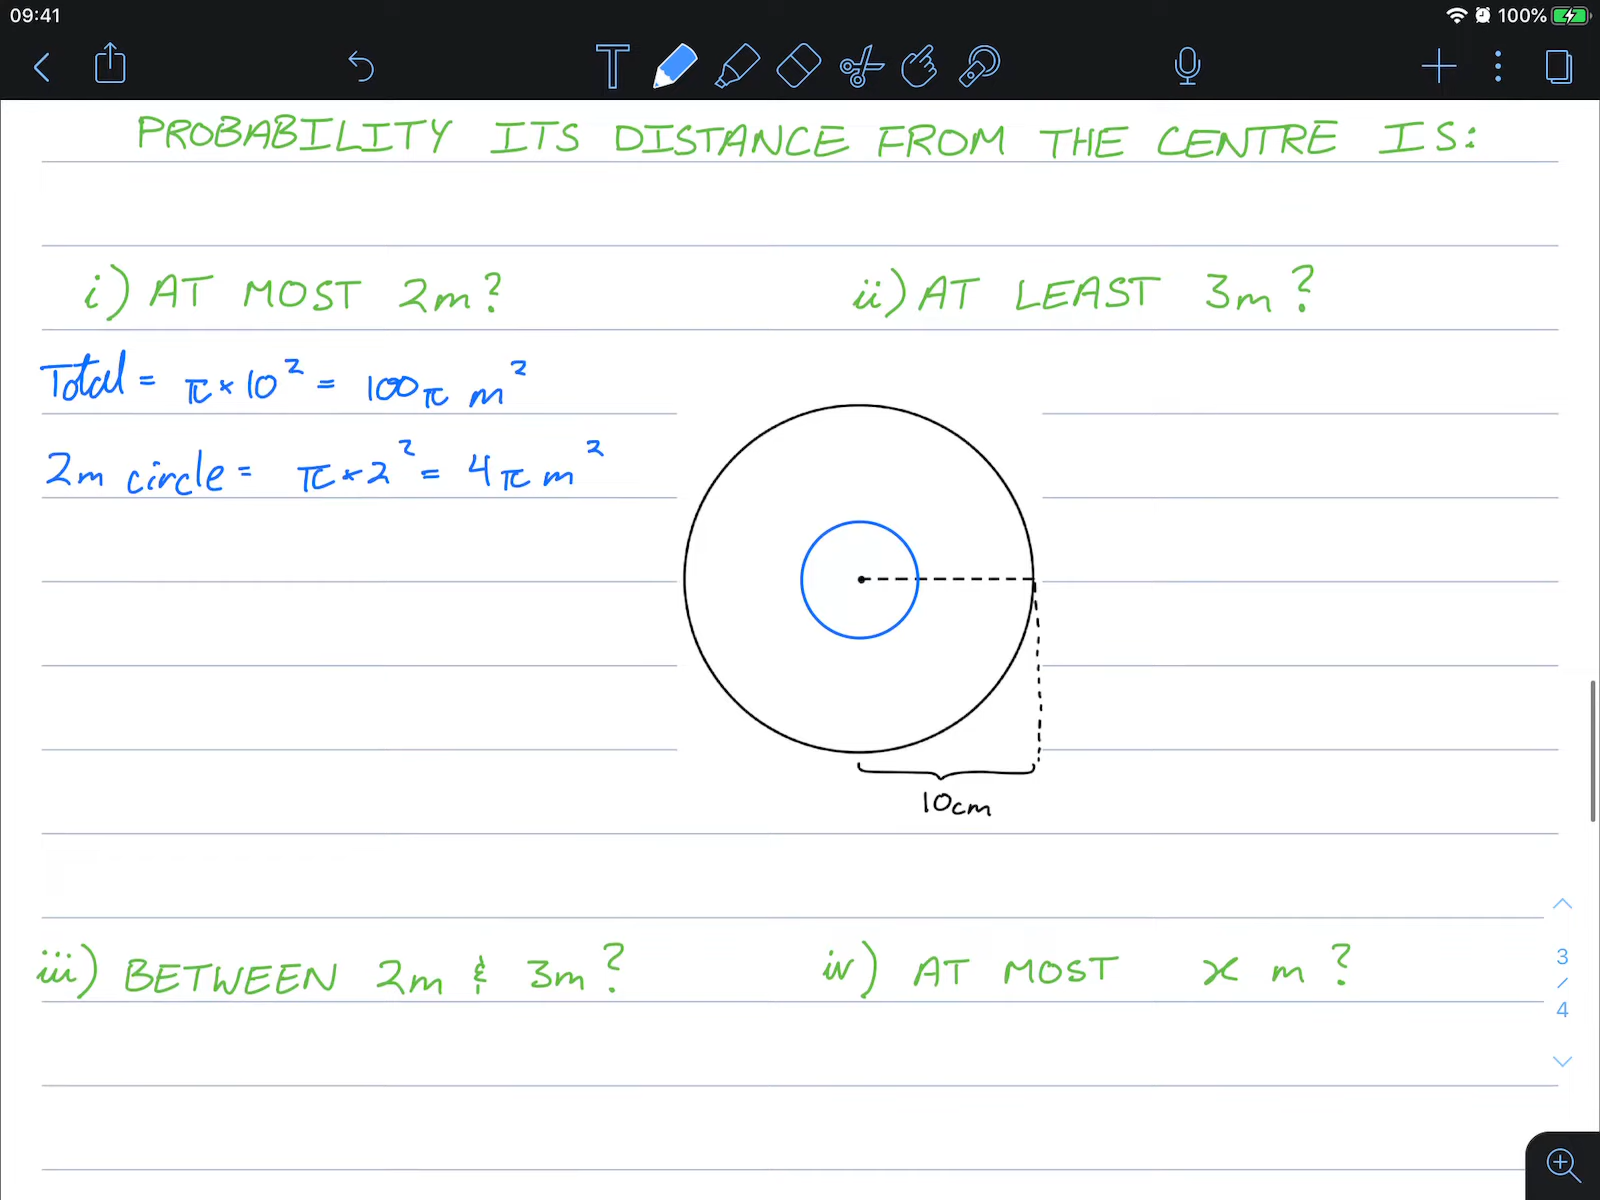 09:41
100%
PROBABILITY ITS DISTANCE FROM THE CENTRE IS:
i) AT MOST 2m?
ii) AT LEAST 3m?
Total = π × 10² = 100π m²
2m circle = π × 2² = 4π m²
10cm
iii) BETWEEN 2m & 3m?
iv) AT MOST x m?
3
/
4